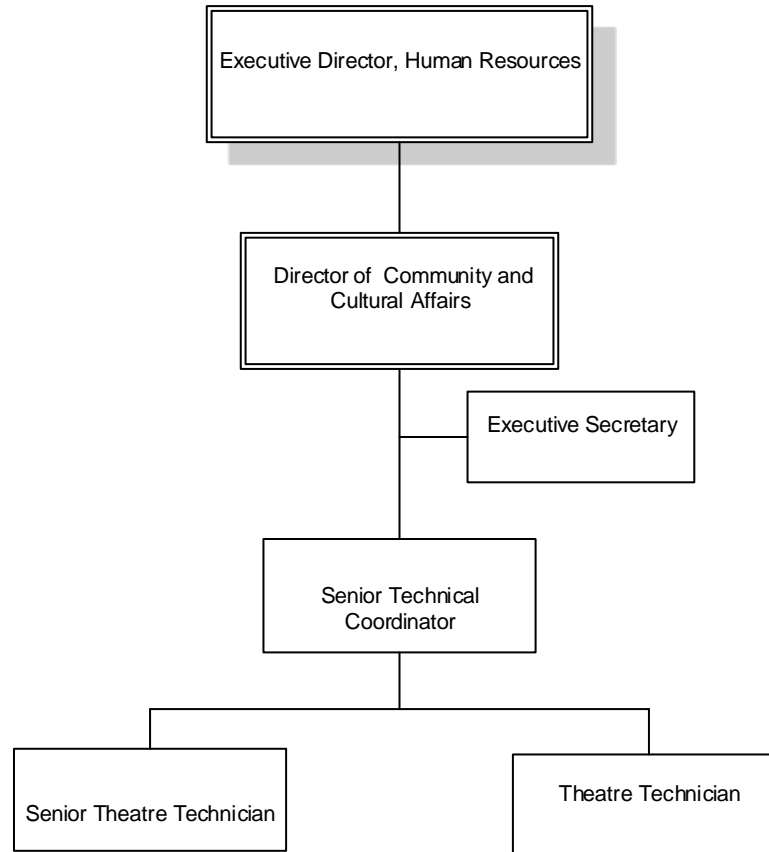 Executive Director, Human Resources
Director of Community and
Cultural Affairs
Executive Secretary
Senior Technical
Coordinator
Senior Theatre Technician
Theatre Technician